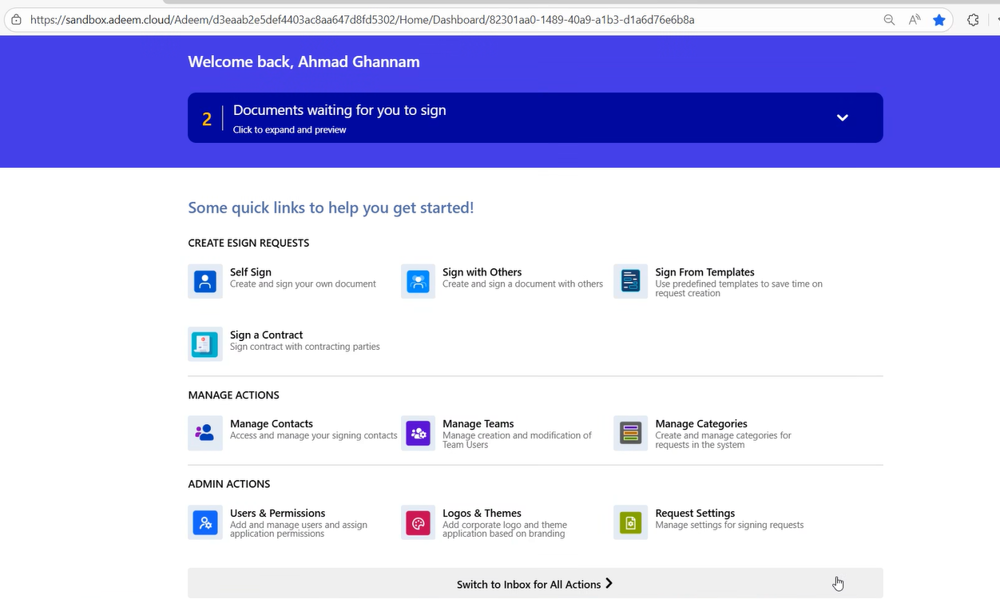 https://sandbox.adeem.cloud/Adeem/d3eaab2e5def4403ac8aa647d8fd5302/Home/Dashboard/82301aa0-1489-40a9-a1b3-d1a6d76e6b8a
Welcome back, Ahmad Ghannam
2
Documents waiting for you to sign
Click to expand and preview
Some quick links to help you get started!
CREATE ESIGN REQUESTS
Self Sign
Create and sign your own document
Sign with Others
Create and sign a document with others
Sign From Templates
Use predefined templates to save time on
request creation
Sign a Contract
Sign contract with contracting parties
MANAGE ACTIONS
Manage Contacts
Access and manage your signing contacts
Manage Teams
Manage creation and modification of
Team Users
Manage Categories
Create and manage categories for
requests in the system
ADMIN ACTIONS
Users & Permissions
Add and manage users and assign
application permissions
Logos & Themes
Add corporate logo and theme
application based on branding
Request Settings
Manage settings for signing requests
Switch to Inbox for All Actions